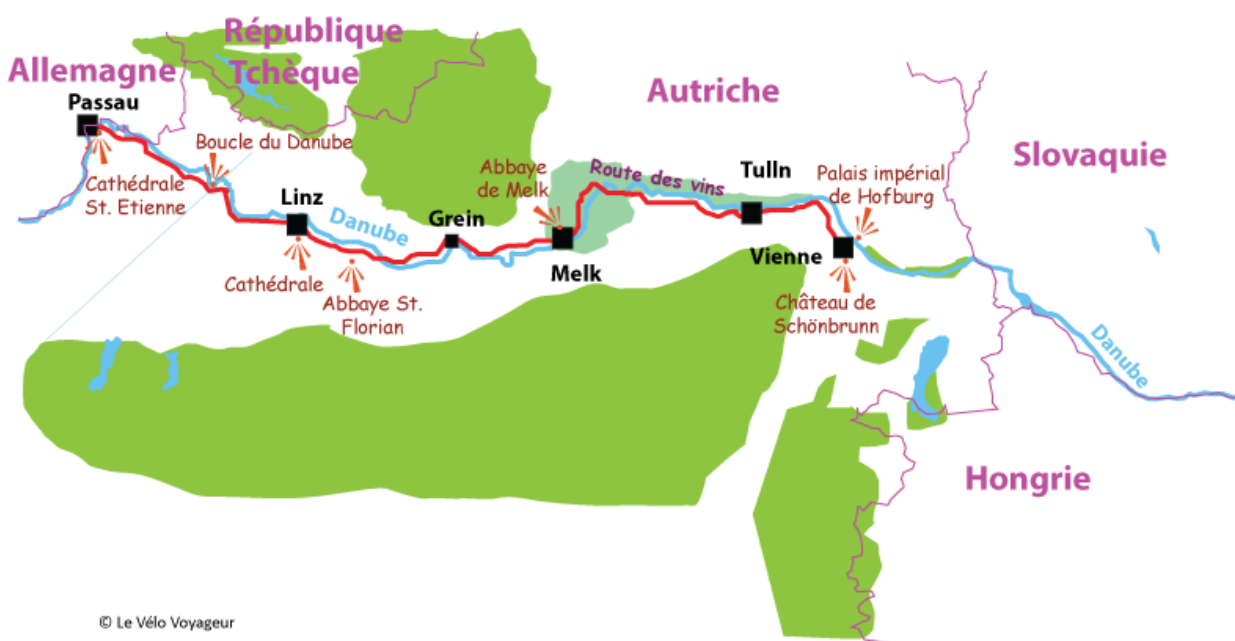 République
Tchèque
Allemagne
Passau
Autriche
Slovaquie
Boucle du Danube
Cathédrale
St. Etienne
Linz
Danube
Grein
Abbaye
de Melk
Route des vins
Tulln
Palais impérial
de Hofburg
Cathédrale
Abbaye St.
Florian
Melk
Vienne
Château de
Schönbrunn
Danube
Hongrie
© Le Vélo Voyageur